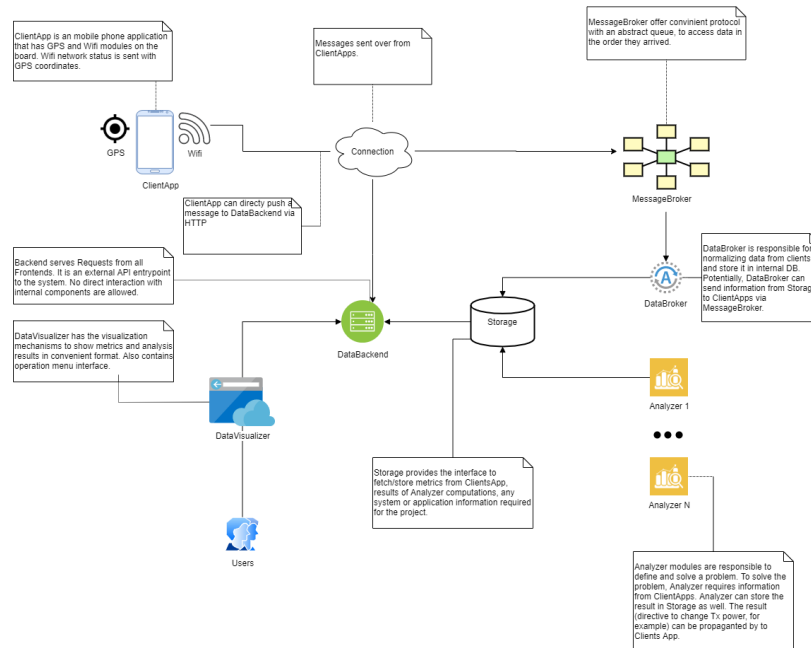 ClientApp is an mobile phone application
that has GPS and Wifi modules on the
board. Wifi network status is sent with
GPS coordinates.
Messages sent over from
ClientApps.
MessageBroker offer convinient protocol
with an abstract queue, to access data in
the order they arrived.
GPS
Wifi
ClientApp
Connection
MessageBroker
ClientApp can directy push a
message to DataBackend via
HTTP
Backend serves Requests from all
Frontends. It is an external API entrypoint
to the system. No direct interaction with
internal components are allowed.
DataBroker is responsible for
normalizing data from clients
and store it in internal DB.
Potentially, DataBroker can
send information from Storage
to ClientApps via
MessageBroker.
A
DataBroker
Storage
DataBackend
DataVisualizer has the visualization
mechanisms to show metrics and analysis
results in convenient format. Also contains
operation menu interface.
DataVisualizer
Analyzer 1
Analyzer N
Storage provides the interface to
fetch/store metrics from ClientsApp,
results of Analyzer computations, any
system or application information required
for the project.
Users
Analyzer modules are responsible to
define and solve a problem. To solve the
problem, Analyzer requires information
from ClientApps. Analyzer can store the
result in Storage as well. The result
(directive to change Tx power, for
example) can be propaganted by to
Clients App.